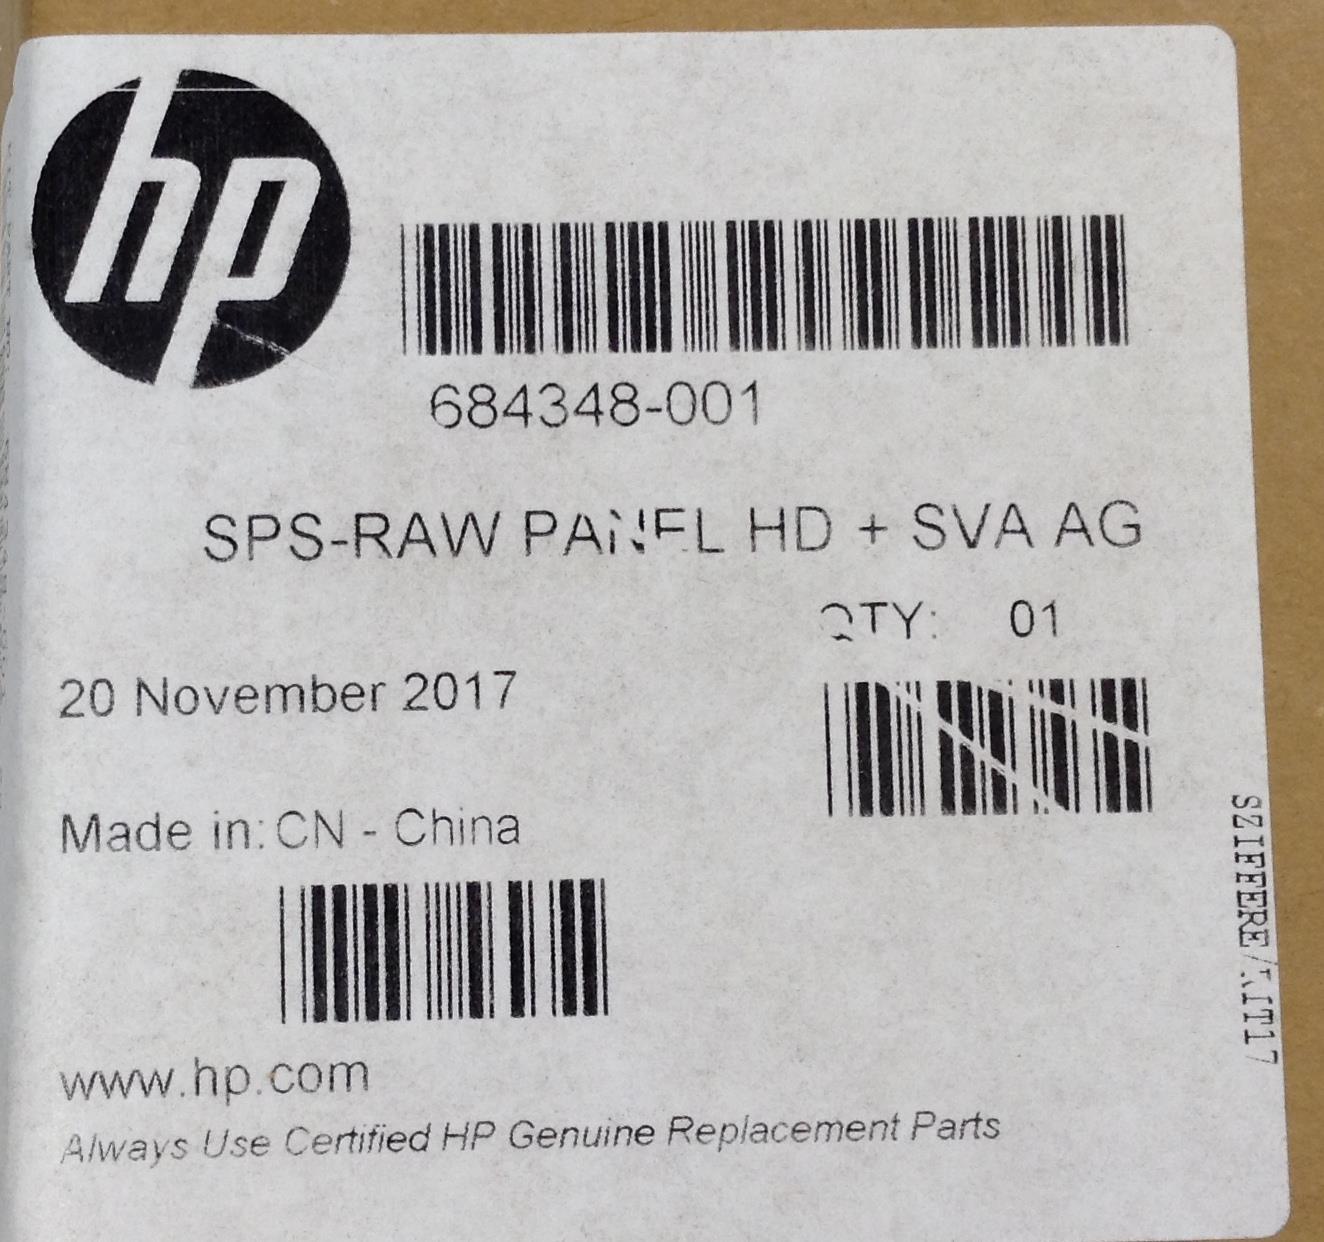 hp
684348-001
SPS-RAW PANEL HD + SVA AG
QTY: 01
20 November 2017
Made in: CN - China
www.hp.com
Always Use Certified HP Genuine Replacement Parts